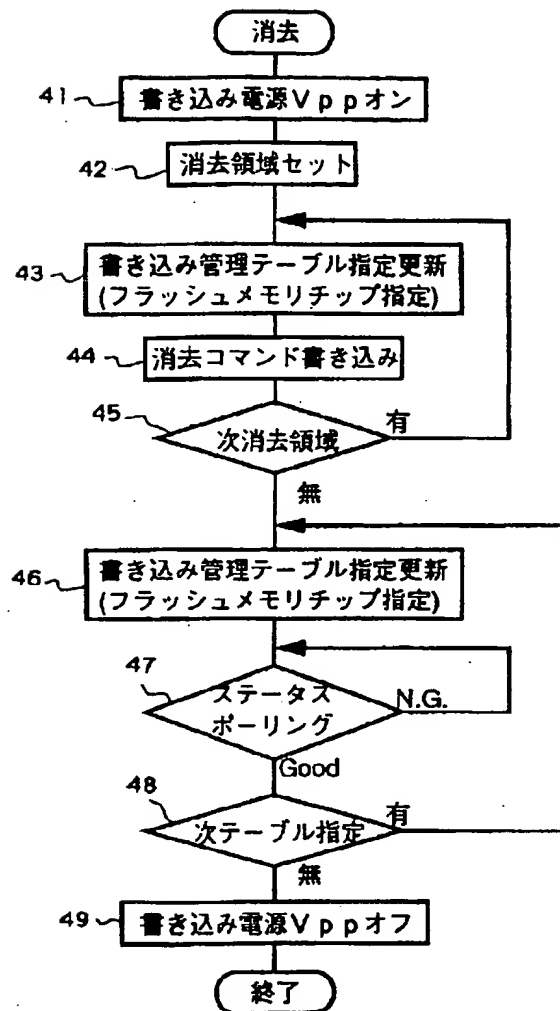 消去
41
書き込み電源Vppオン
42
消去領域セット
43
書き込み管理テーブル指定更新
(フラッシュメモリチップ指定)
44
消去コマンド書き込み
45
次消去領域
有
無
46
書き込み管理テーブル指定更新
(フラッシュメモリチップ指定)
47
ステータス
ポーリング
N.G.
Good
48
次テーブル指定
有
無
49
書き込み電源Vppオフ
終了